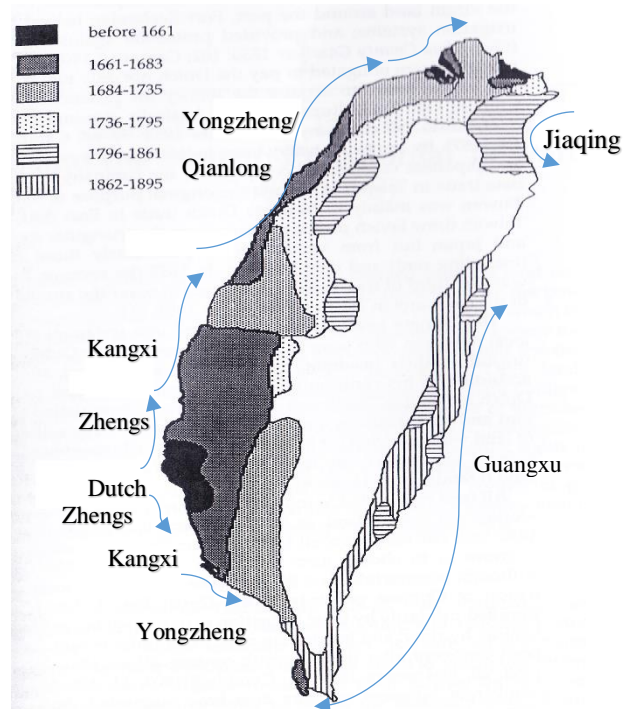 before 1661
1661-1683
1684-1735
1736-1795
1796-1861
1862-1895
Yongzheng/
Qianlong
Jiaqing
Kangxi
Zhengs
Guangxu
Dutch
Zhengs
Kangxi
Yongzheng